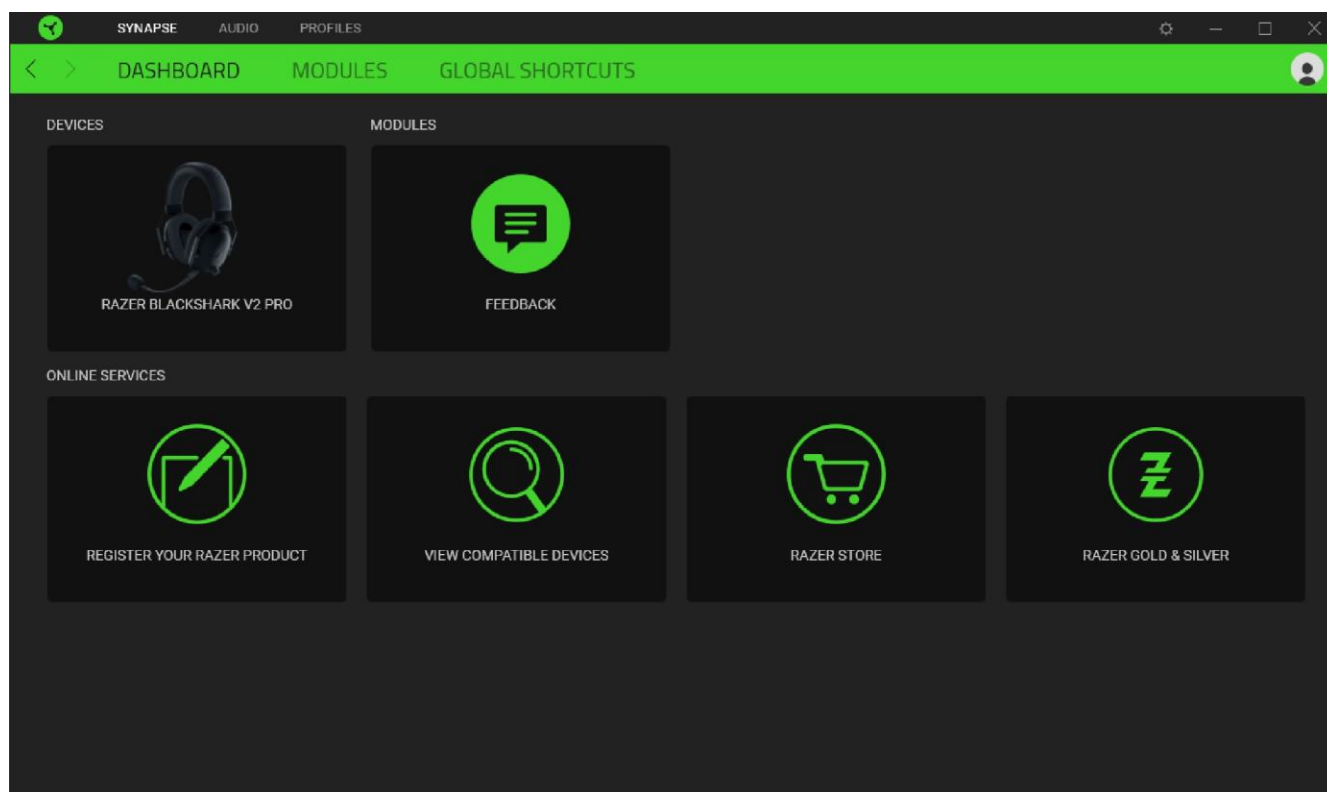 SYNAPSE AUDIO PROFILES
DASHBOARD MODULES GLOBAL SHORTCUTS
DEVICES MODULES
RAZER BLACKSHARK V2 PRO FEEDBACK
ONLINE SERVICES
REGISTER YOUR RAZER PRODUCT VIEW COMPATIBLE DEVICES RAZER STORE RAZER GOLD & SILVER